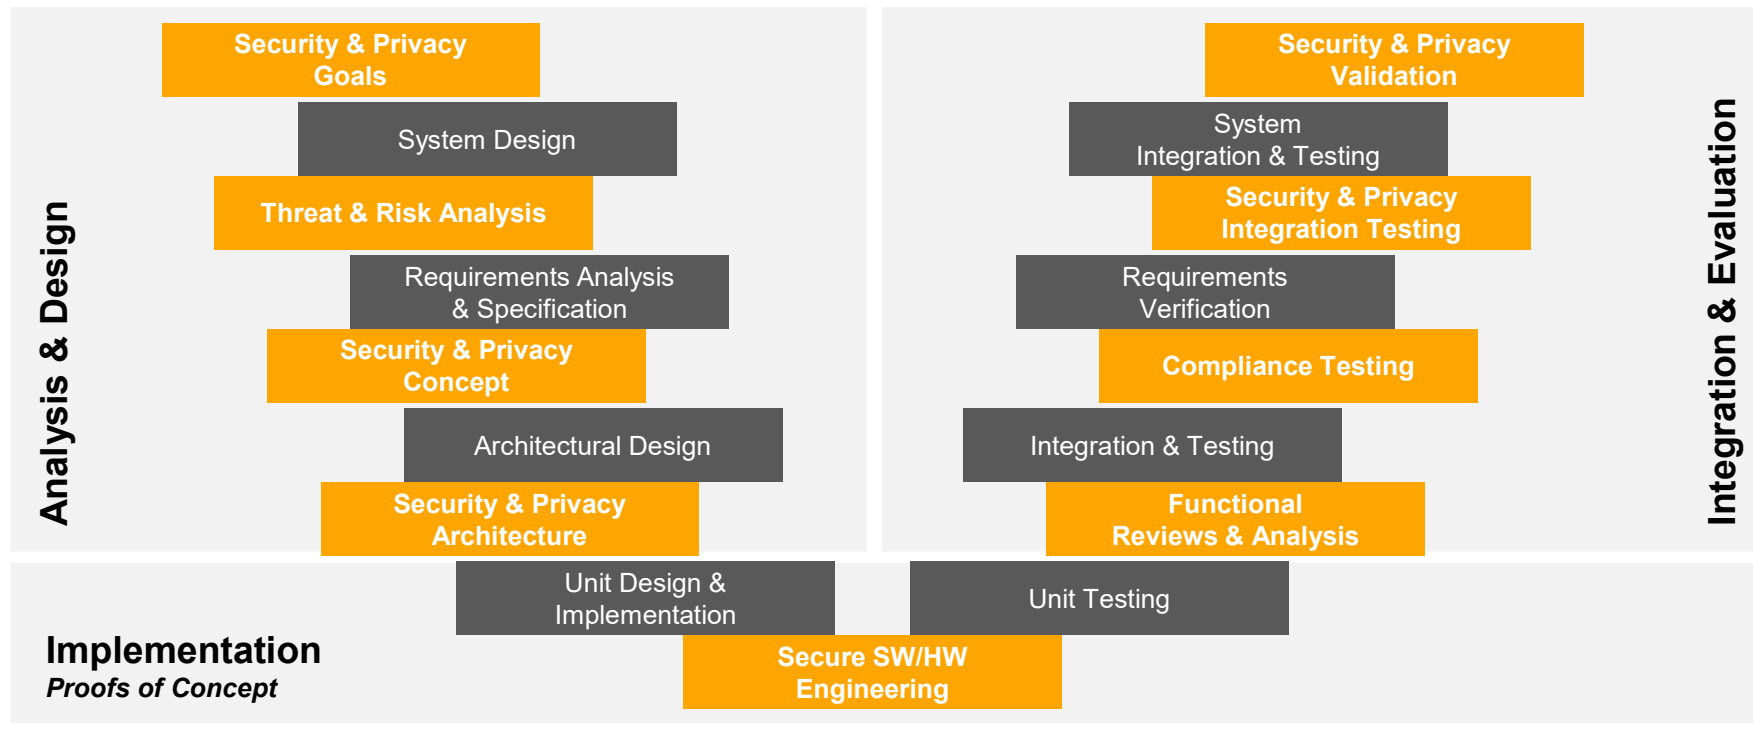 Security & Privacy
Goals
System Design
Threat & Risk Analysis
Requirements Analysis
& Specification
Security & Privacy
Concept
Architectural Design
Security & Privacy
Architecture
Analysis & Design
Security & Privacy
Validation
System
Integration & Testing
Security & Privacy
Integration Testing
Requirements
Verification
Compliance Testing
Integration & Testing
Functional
Reviews & Analysis
Integration & Evaluation
Unit Design &
Implementation
Unit Testing
Secure SW/HW
Engineering
Implementation
Proofs of Concept